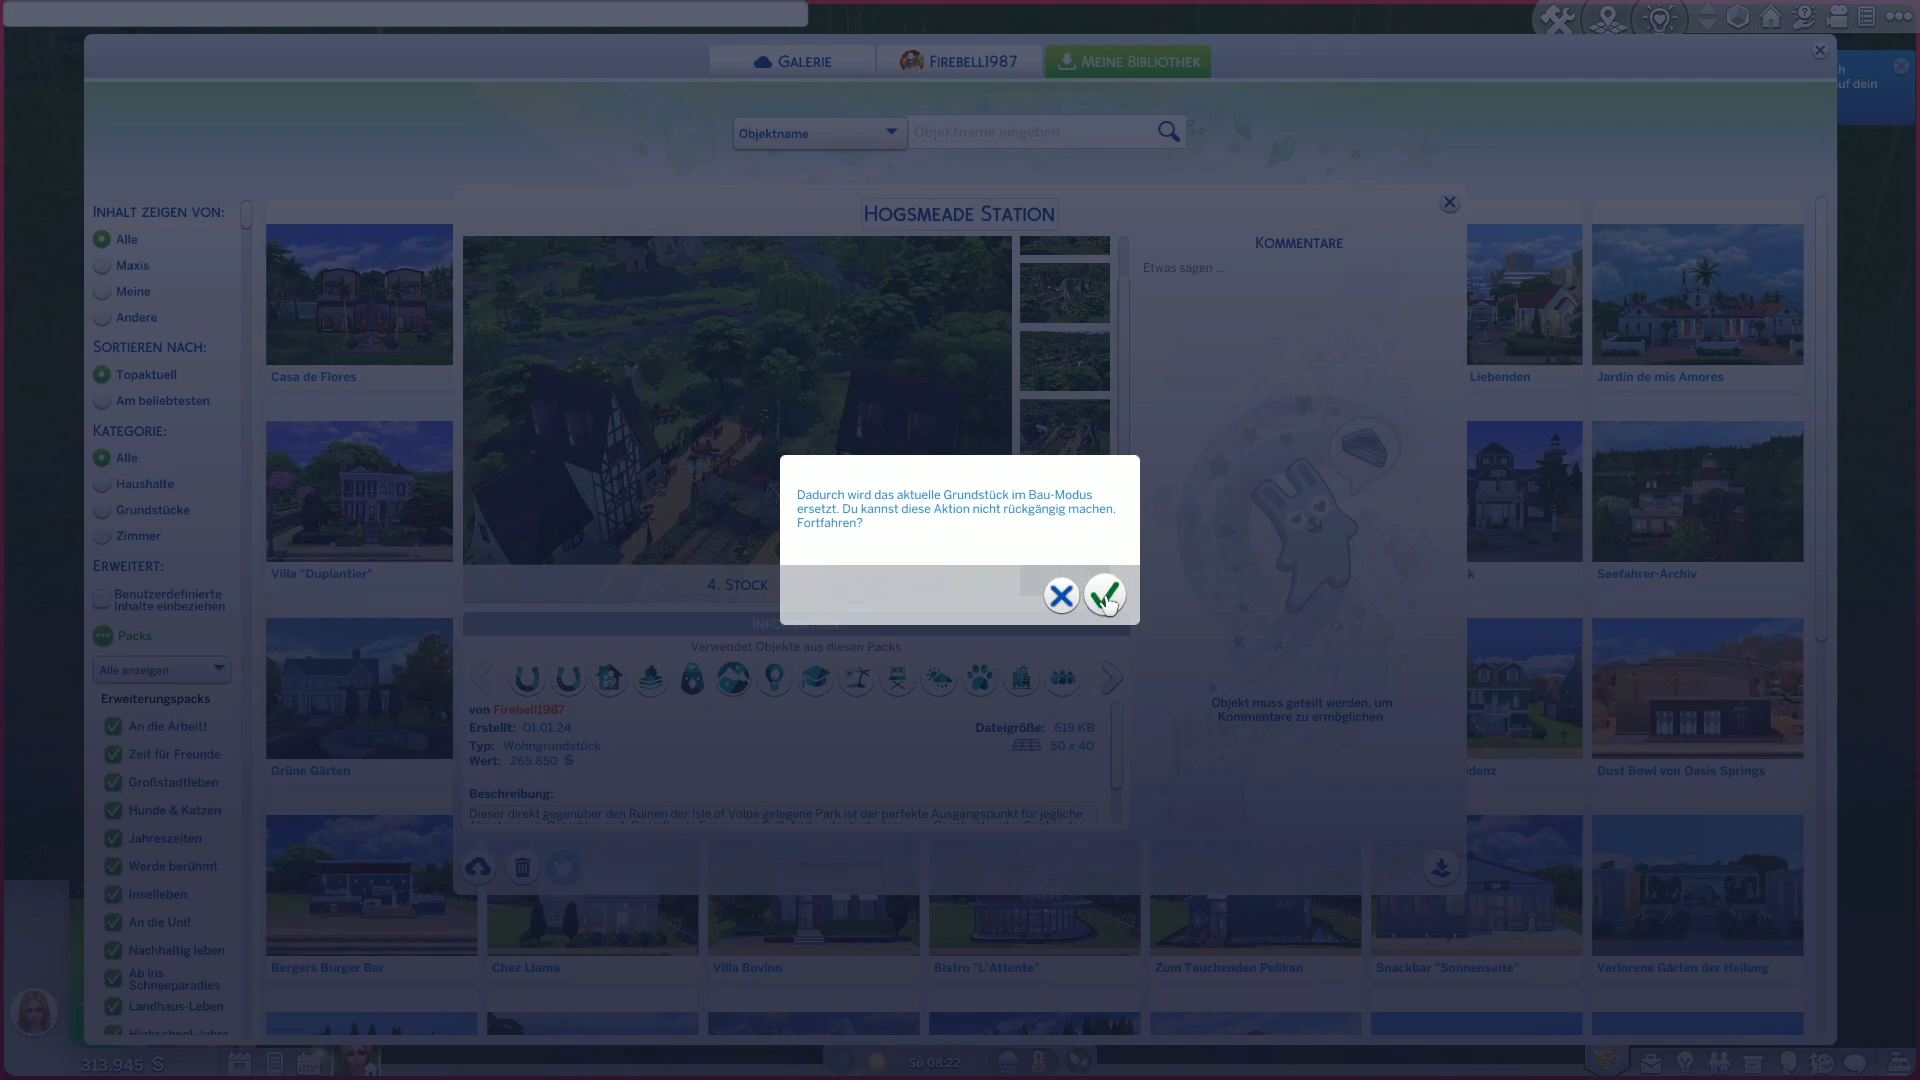 Galerie
Firebell1987
Meine Bibliothek
h
uf dein
Objektname
Objektname eingeben
Inhalt zeigen von:
Alle
Maxis
Meine
Andere
Sortieren nach:
Topaktuell
Am beliebtesten
Kategorie:
Alle
Haushalte
Grundstücke
Zimmer
Erweitert:
Benutzerdefinierte
Inhalte einbeziehen
Packs
Alle anzeigen
Erweiterungspacks
An die Arbeit!
Zeit für Freunde
Großstadtleben
Hunde & Katzen
Jahreszeiten
Werde berühmt
Inselleben
An die Uni!
Nachhaltig leben
Ab ins
Schneeparadies
Landhaus-Leben
Highschool-Jahre
Casa de Flores
Villa "Duplantier"
Grüne Gärten
Bergers Burger Bar
Hogsmeade Station
Kommentare
Etwas sagen ...
4. Stock
Dadurch wird das aktuelle Grundstück im Bau-Modus
ersetzt. Du kannst diese Aktion nicht rückgängig machen.
Fortfahren?
Information
Verwendet Objekte aus diesen Packs
von Firebell1987
Erstellt: 01.01.24
Dateigröße: 619 KB
Typ: Wohngrundstück
50 x 40
Wert: 265.850 §
Beschreibung:
Dieser direkt gegenüber den Ruinen der Isle of Volpe gelegene Park ist der perfekte Ausgangspunkt für jegliche
Objekt muss geteilt werden, um
Kommentare zu ermöglichen.
Liebenden
Jardín de mis Amores
k
Seefahrer-Archiv
denz
Dust Bowl von Oasis Springs
Chez Llama
Villa Bovino
Bistro "L'Attente"
Zum Tauchenden Pelikan
Snackbar "Sonnenseite"
Verlorene Gärten der Heilung
313.945 §
So 08:22